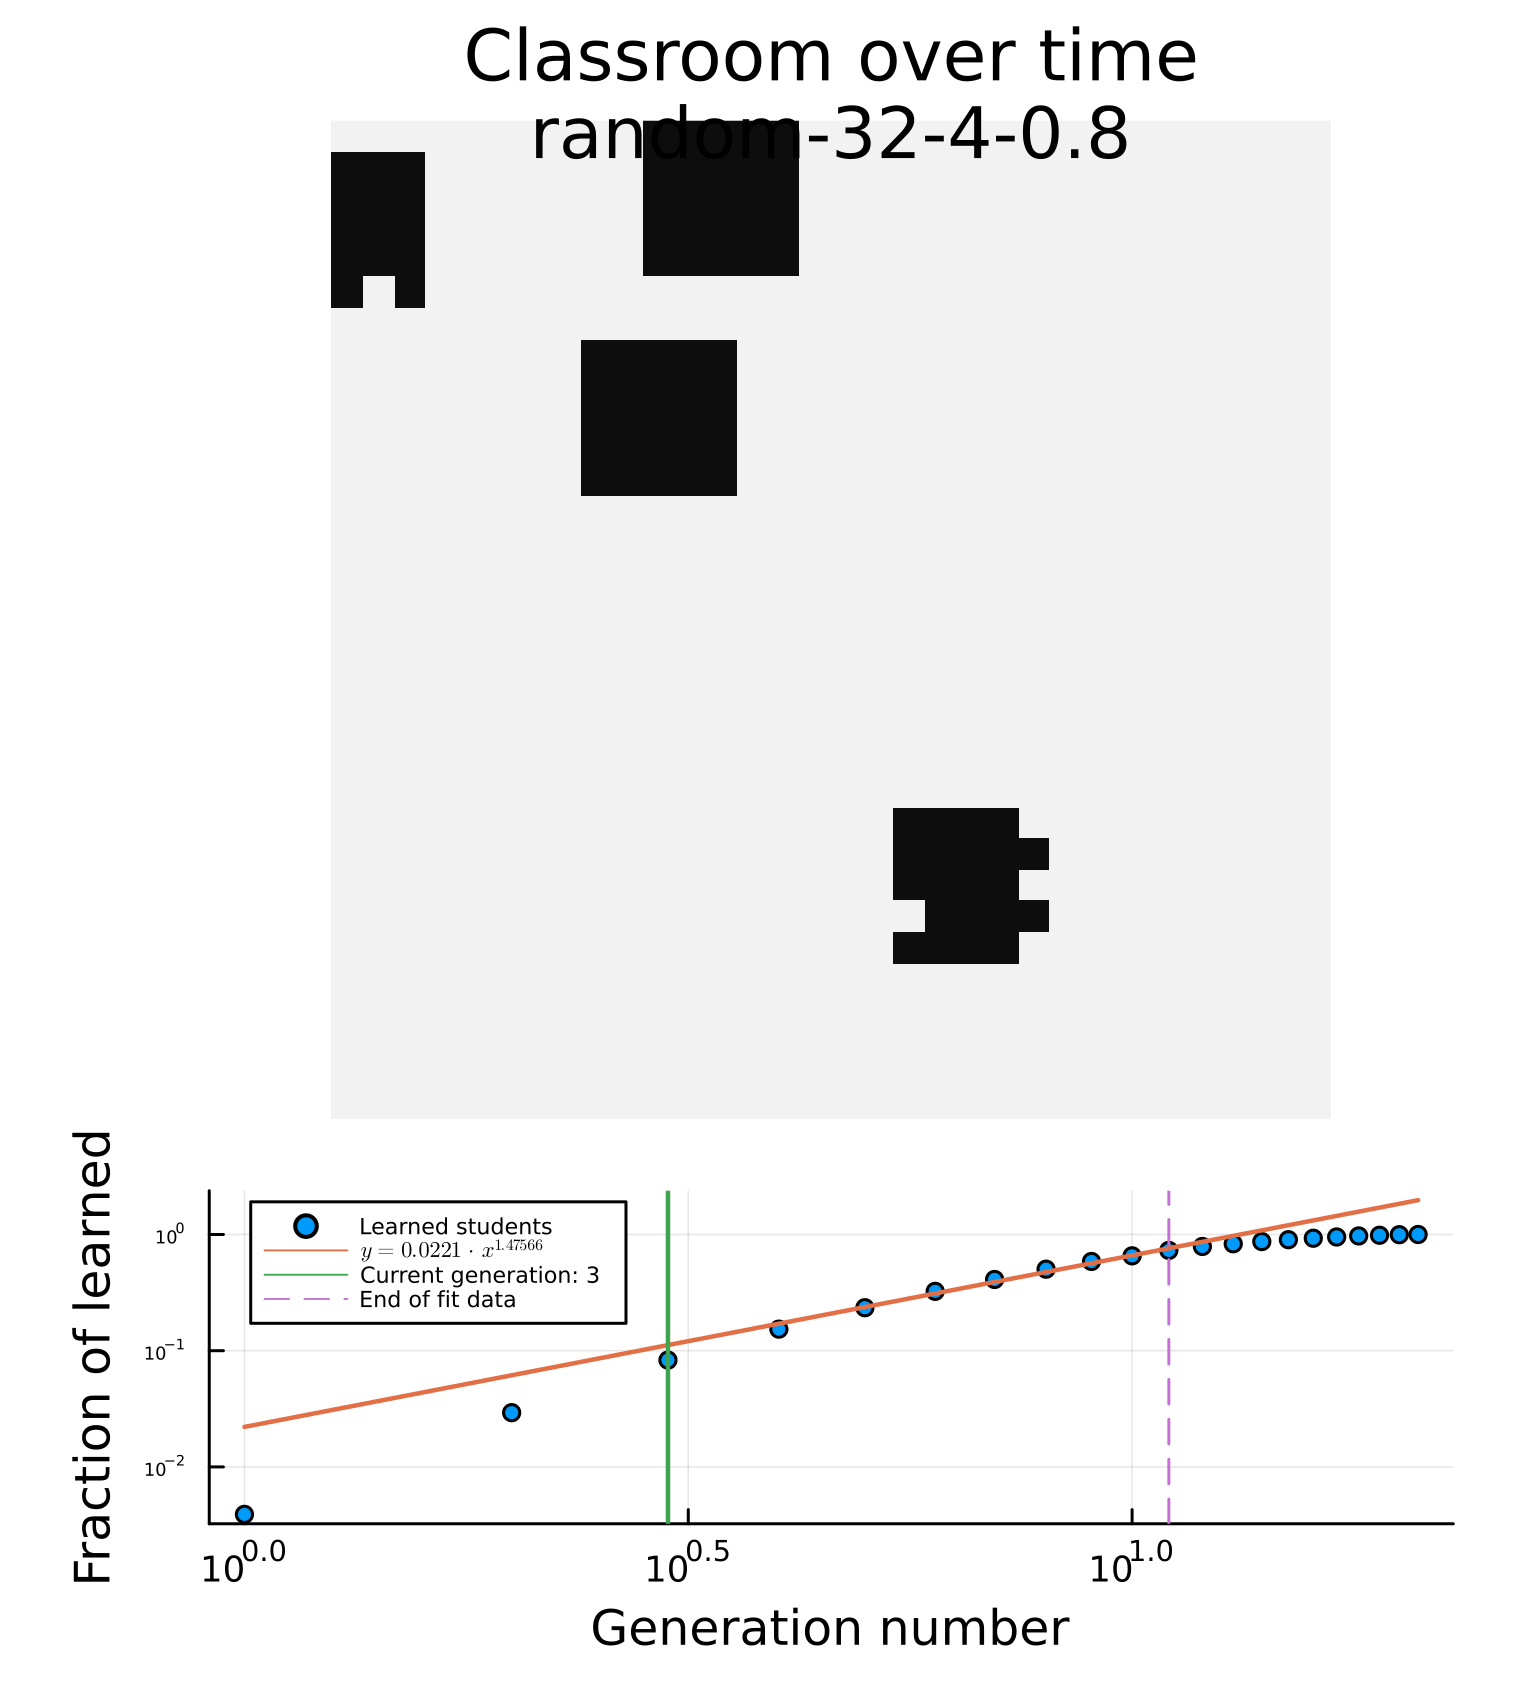 Classroom over time
random-32-4-0.8
Fraction of learned
10⁰
10⁻¹
10⁻²
Learned students
y = 0.0221 · x^1.47566
Current generation: 3
End of fit data
10^0.0
10^0.5
10^1.0
Generation number